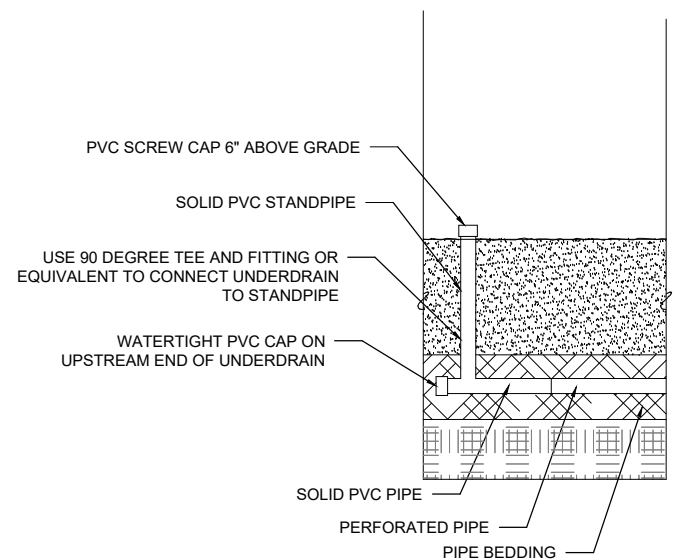 PVC SCREW CAP 6" ABOVE GRADE
SOLID PVC STANDPIPE
USE 90 DEGREE TEE AND FITTING OR
EQUIVALENT TO CONNECT UNDERDRAIN
TO STANDPIPE
WATERTIGHT PVC CAP ON
UPSTREAM END OF UNDERDRAIN
SOLID PVC PIPE
PERFORATED PIPE
PIPE BEDDING